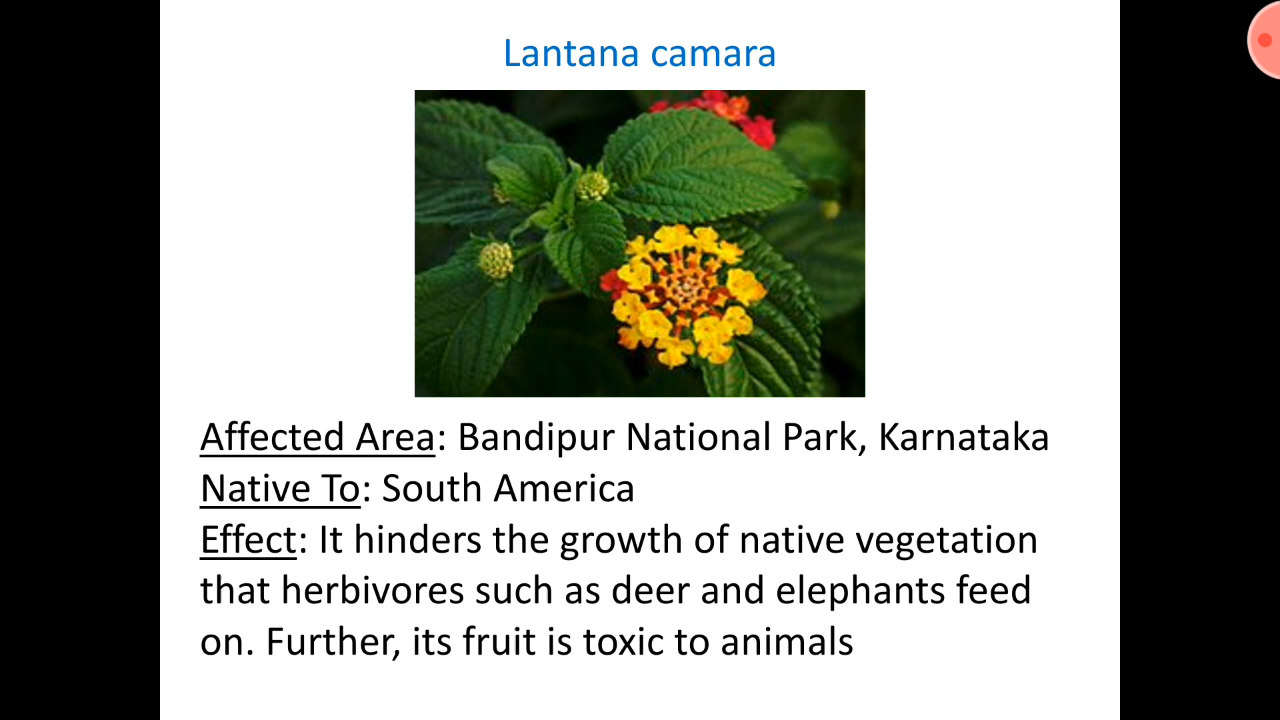 Lantana camara
Affected Area: Bandipur National Park, Karnataka
Native To: South America
Effect: It hinders the growth of native vegetation
that herbivores such as deer and elephants feed
on. Further, its fruit is toxic to animals